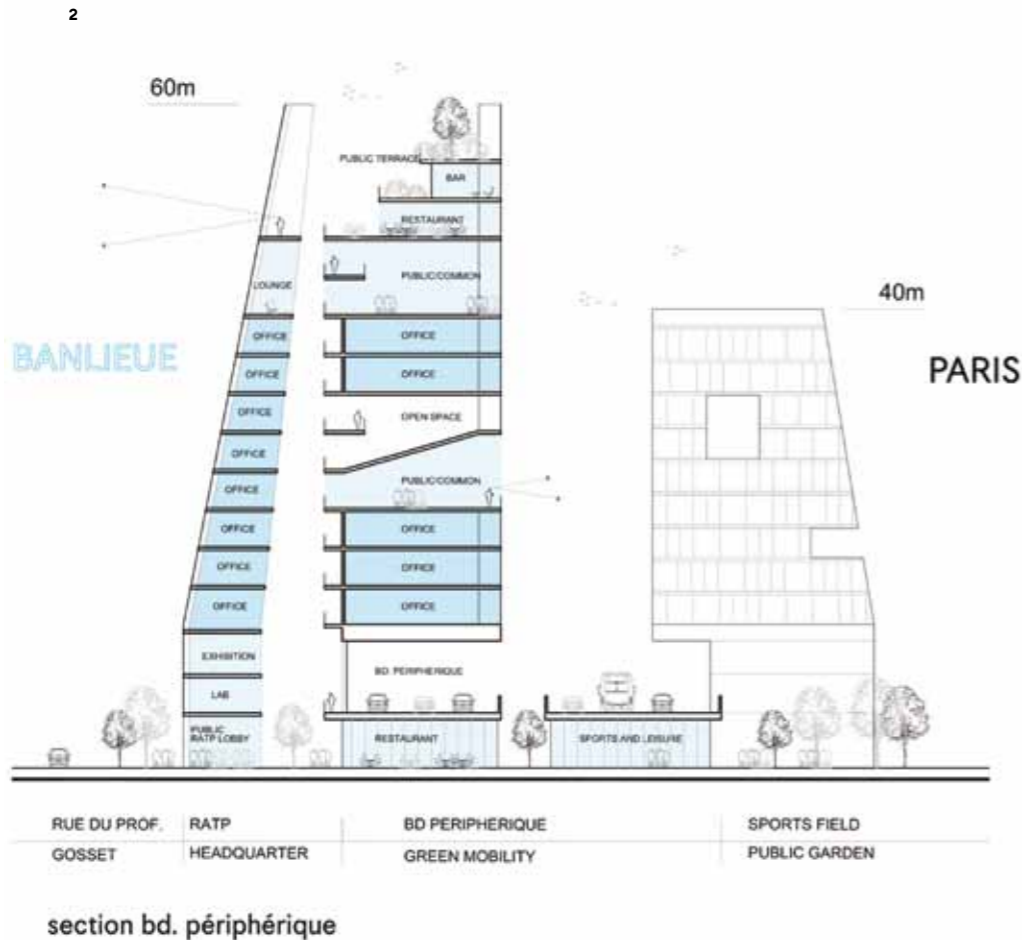 2
60m
PUBLIC TERRACE
BAR
RESTAURANT
PUBLIC/COMMON
LOUNGE
40m
OFFICE
OFFICE
BANLIEUE
OFFICE
OFFICE
PARIS
OFFICE
OPEN SPACE
OFFICE
PUBLIC/COMMON
OFFICE
OFFICE
OFFICE
OFFICE
OFFICE
OFFICE
OFFICE
EXHIBITION
BD. PERIPHERIQUE
LAB
PUBLIC
RATP LOBBY
RESTAURANT
SPORTS AND LEISURE
RUE DU PROF.
GOSSET
RATP
HEADQUARTER
BD PERIPHERIQUE
GREEN MOBILITY
SPORTS FIELD
PUBLIC GARDEN
section bd. périphérique